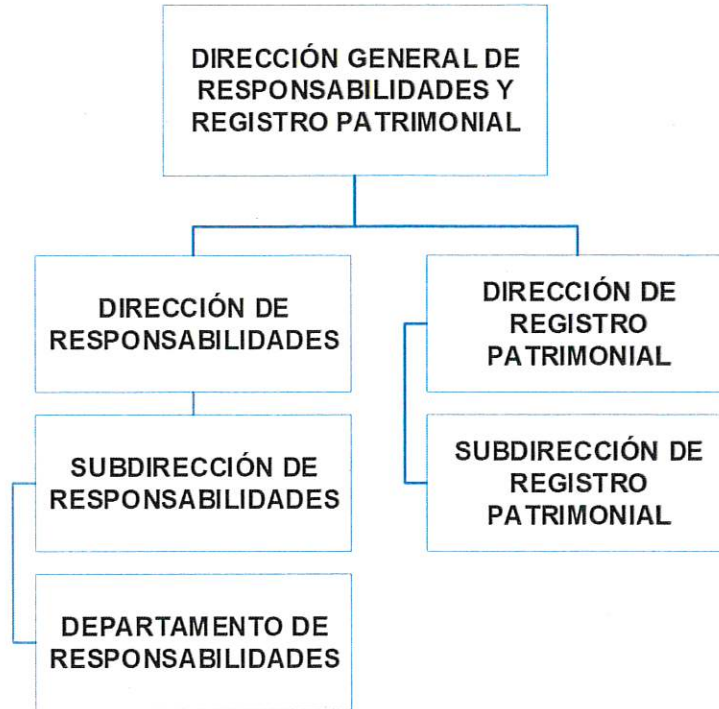 DIRECCIÓN GENERAL DE
RESPONSABILIDADES Y
REGISTRO PATRIMONIAL
DIRECCIÓN DE
RESPONSABILIDADES
DIRECCIÓN DE
REGISTRO
PATRIMONIAL
SUBDIRECCIÓN DE
RESPONSABILIDADES
SUBDIRECCIÓN DE
REGISTRO
PATRIMONIAL
DEPARTAMENTO DE
RESPONSABILIDADES